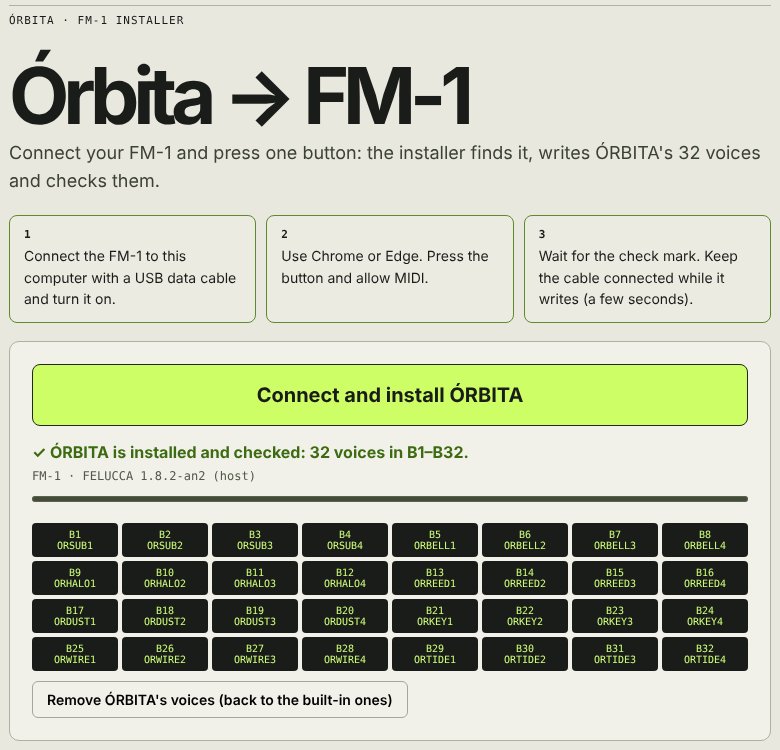 ÓRBITA · FM-1 INSTALLER
Órbita → FM-1
Connect your FM-1 and press one button: the installer finds it, writes ÓRBITA's 32 voices
and checks them.
1
Connect the FM-1 to this
computer with a USB data cable
and turn it on.
2
Use Chrome or Edge. Press the
button and allow MIDI.
3
Wait for the check mark. Keep
the cable connected while it
writes (a few seconds).
Connect and install ÓRBITA
✓ ÓRBITA is installed and checked: 32 voices in B1–B32.
FM-1 · FELUCCA 1.8.2-an2 (host)
B1 B2 B3 B4 B5 B6 B7 B8
ORSUB1 ORSUB2 ORSUB3 ORSUB4 ORBELL1 ORBELL2 ORBELL3 ORBELL4
B9 B10 B11 B12 B13 B14 B15 B16
ORHALO1 ORHALO2 ORHALO3 ORHALO4 ORREED1 ORREED2 ORREED3 ORREED4
B17 B18 B19 B20 B21 B22 B23 B24
ORDUST1 ORDUST2 ORDUST3 ORDUST4 ORKEY1 ORKEY2 ORKEY3 ORKEY4
B25 B26 B27 B28 B29 B30 B31 B32
ORWIRE1 ORWIRE2 ORWIRE3 ORWIRE4 ORTIDE1 ORTIDE2 ORTIDE3 ORTIDE4
Remove ÓRBITA's voices (back to the built-in ones)